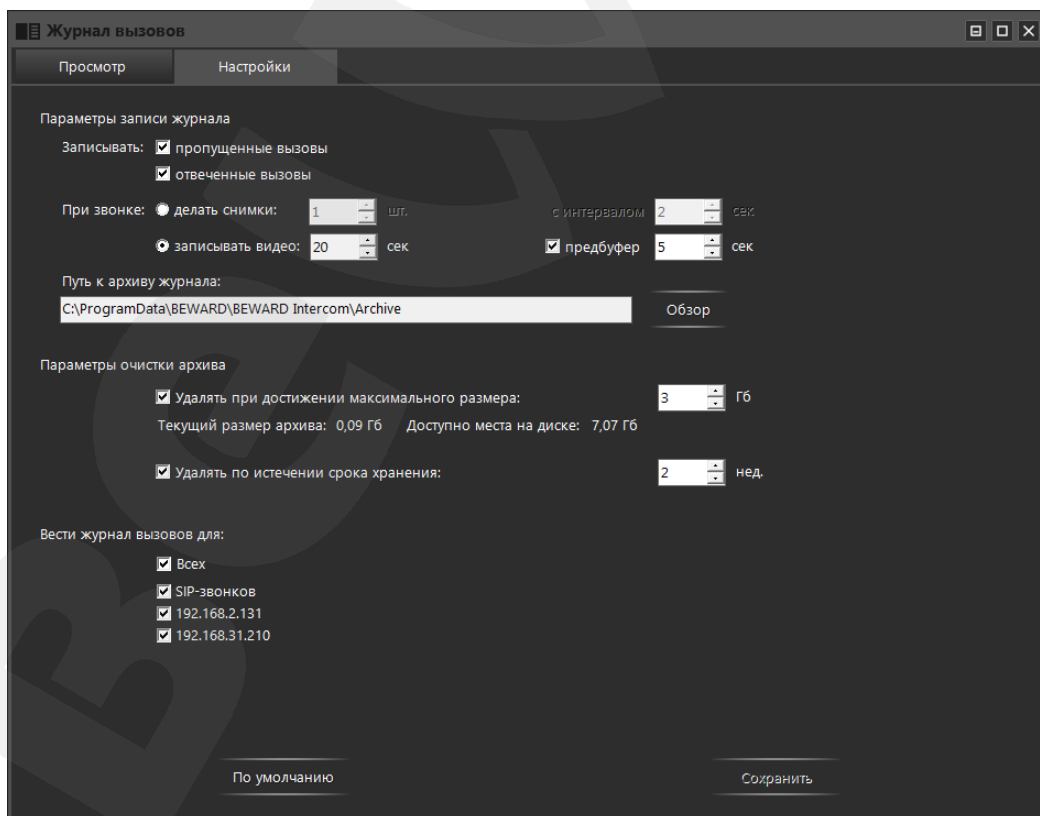 Журнал вызовов
Просмотр Настройки
Параметры записи журнала
Записывать: пропущенные вызовы
отвеченные вызовы
При звонке: делать снимки: 1 шт. с интервалом 2 сек
записывать видео: 20 сек предбуфер 5 сек
Путь к архиву журнала:
C:\ProgramData\BEWARD\BEWARD Intercom\Archive Обзор
Параметры очистки архива
Удалять при достижении максимального размера: 3 Гб
Текущий размер архива: 0,09 Гб Доступно места на диске: 7,07 Гб
Удалять по истечении срока хранения: 2 нед.
Вести журнал вызовов для:
Всех
SIP-звонков
192.168.2.131
192.168.31.210
По умолчанию Сохранить